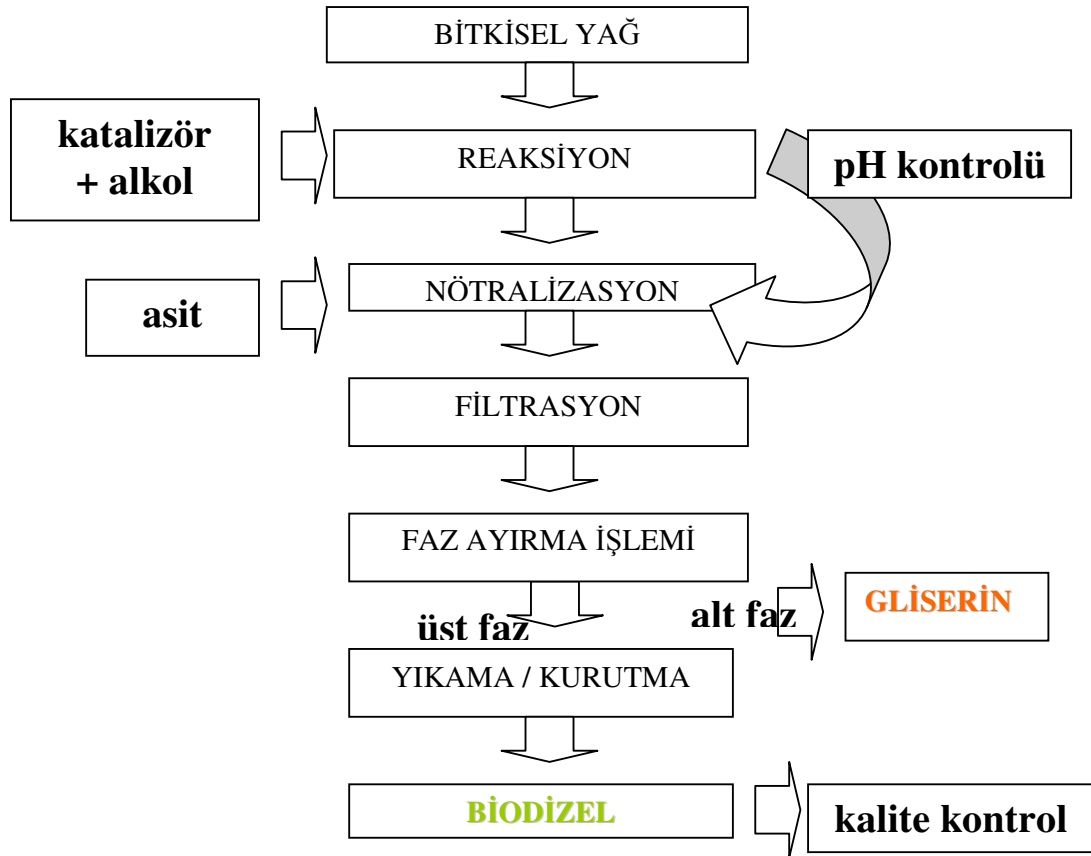 BİTKİSEL YAĞ
katalizör
+ alkol
REAKSİYON
pH kontrolü
asit
NÖTRALİZASYON
FİLTRASYON
FAZ AYIRMA İŞLEMİ
üst faz
alt faz
GLİSERİN
YIKAMA / KURUTMA
BİODİZEL
kalite kontrol